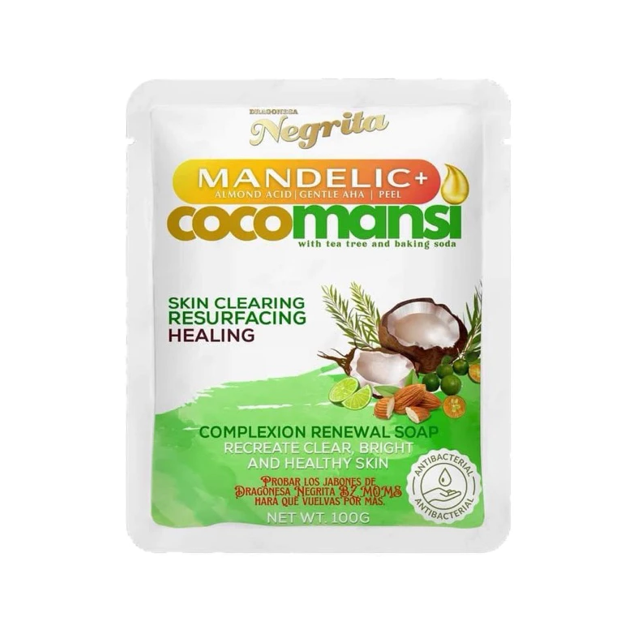 DRAGONESA
Negrita
MANDELIC+
ALMOND ACID | GENTLE AHA | PEEL
cocomansi
with tea tree and baking soda
SKIN CLEARING
RESURFACING
HEALING
COMPLEXION RENEWAL SOAP
RECREATE CLEAR, BRIGHT
AND HEALTHY SKIN
PROBAR LOS JABONES DE
DRAGONESA NEGRITA BZ MOMS
HARÁ QUE VUELVAS POR MÁS.
NET WT. 100G
ANTIBACTERIAL
ANTIBACTERIAL